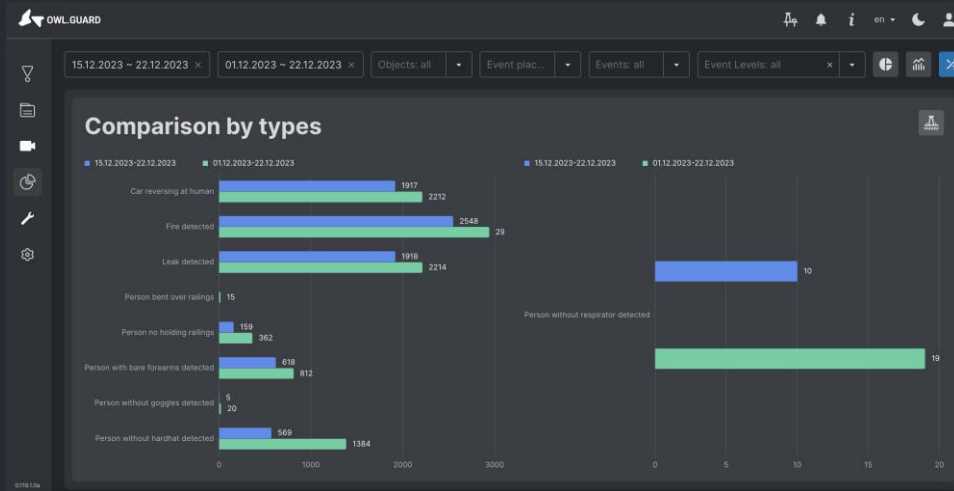 OWL.GUARD
en
15.12.2023 ~ 22.12.2023 ×
01.12.2023 ~ 22.12.2023 ×
Objects: all
Event plac...
Events: all
Event Levels: all ×
Comparison by types
15.12.2023-22.12.2023
01.12.2023-22.12.2023
Car reversing at human
1917
2212
Fire detected
2548
29
Leak detected
1918
2214
Person bent over railings
15
Person no holding railings
159
362
Person with bare forearms detected
618
812
Person without goggles detected
5
20
Person without hardhat detected
569
1384
0 1000 2000 3000
15.12.2023-22.12.2023
01.12.2023-22.12.2023
Person without respirator detected
10
19
0 5 10 15 20